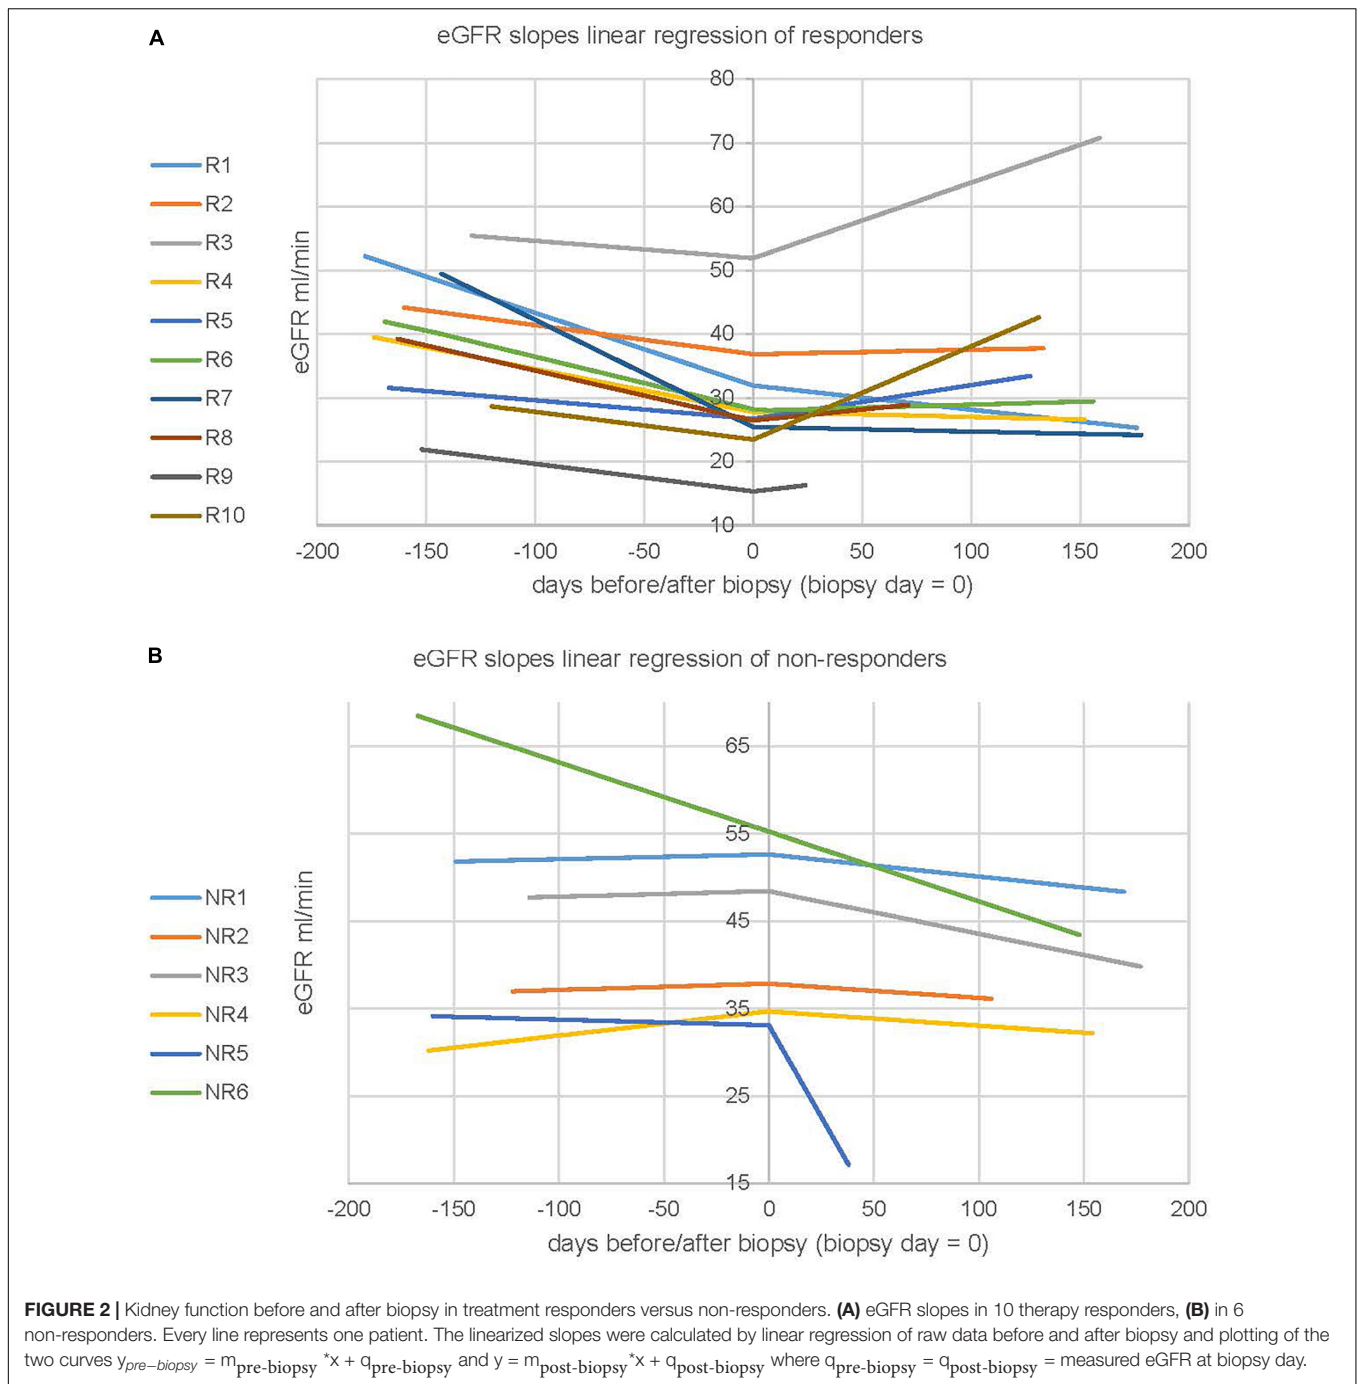 A
eGFR slopes linear regression of responders
80
70
60
50
40
30
20
10
eGFR ml/min
R1
R2
R3
R4
R5
R6
R7
R8
R9
R10
-200 -150 -100 -50 0 50 100 150 200
days before/after biopsy (biopsy day = 0)
B
eGFR slopes linear regression of non-responders
65
55
45
35
25
15
eGFR ml/min
NR1
NR2
NR3
NR4
NR5
NR6
-200 -150 -100 -50 0 50 100 150 200
days before/after biopsy (biopsy day = 0)
FIGURE 2 | Kidney function before and after biopsy in treatment responders versus non-responders. (A) eGFR slopes in 10 therapy responders, (B) in 6
non-responders. Every line represents one patient. The linearized slopes were calculated by linear regression of raw data before and after biopsy and plotting of the
two curves ypre−biopsy = mpre-biopsy *x + qpre-biopsy and y = mpost-biopsy*x + qpost-biopsy where qpre-biopsy = qpost-biopsy = measured eGFR at biopsy day.